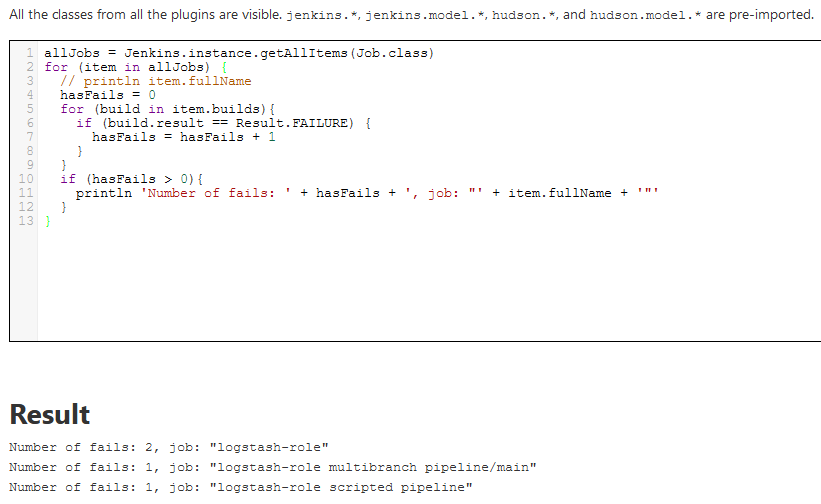 All the classes from all the plugins are visible. jenkins.*, jenkins.model.*, hudson.*, and hudson.model.* are pre-imported.
1 allJobs = Jenkins.instance.getAllItems(Job.class)
2 for (item in allJobs) {
3   // println item.fullName
4   hasFails = 0
5   for (build in item.builds){
6     if (build.result == Result.FAILURE) {
7       hasFails = hasFails + 1
8     }
9   }
10   if (hasFails > 0){
11     println 'Number of fails: ' + hasFails + ', job: "' + item.fullName + '"'
12   }
13 }
Result
Number of fails: 2, job: "logstash-role"
Number of fails: 1, job: "logstash-role multibranch pipeline/main"
Number of fails: 1, job: "logstash-role scripted pipeline"